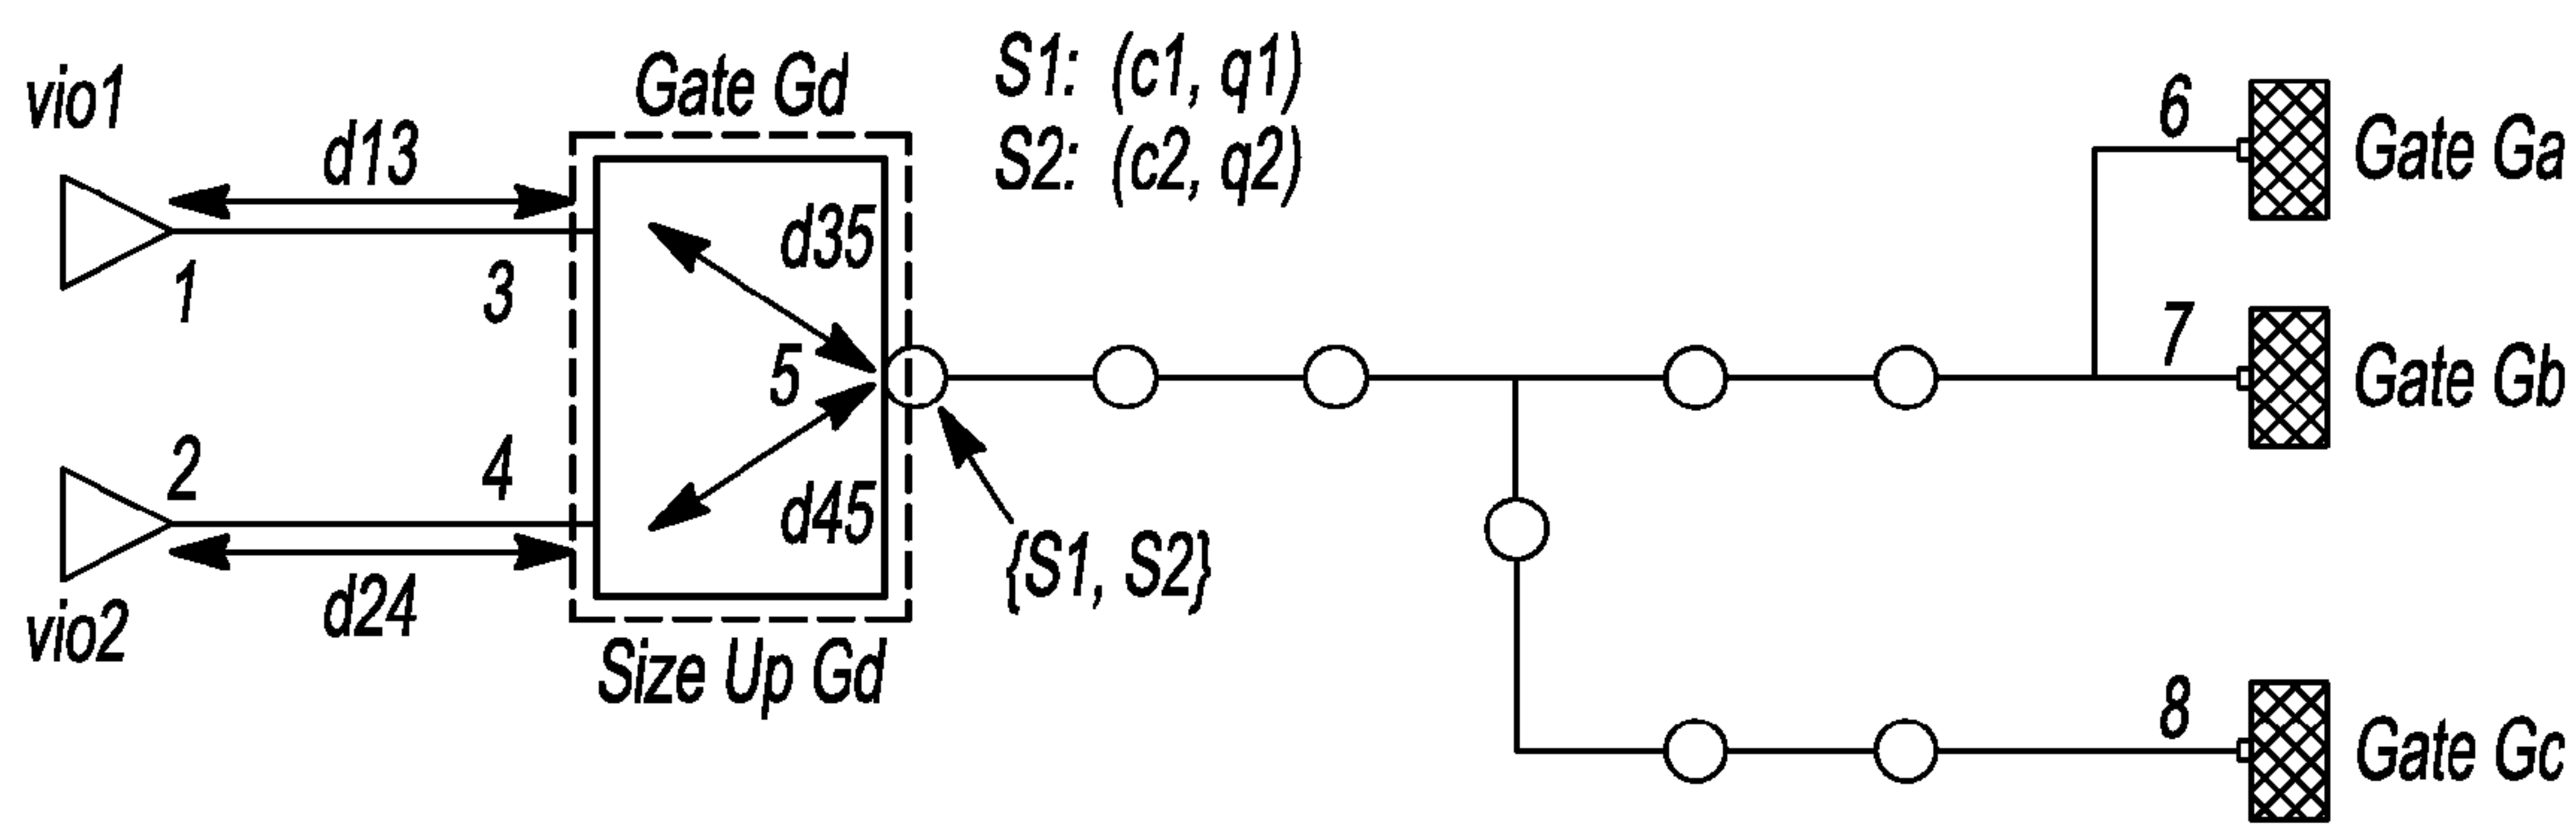 vio1
d13
1
3
Gate Gd
d35
5
d45
Size Up Gd
vio2
2
4
d24
S1: (c1, q1)
S2: (c2, q2)
{S1, S2}
6
Gate Ga
7
Gate Gb
8
Gate Gc